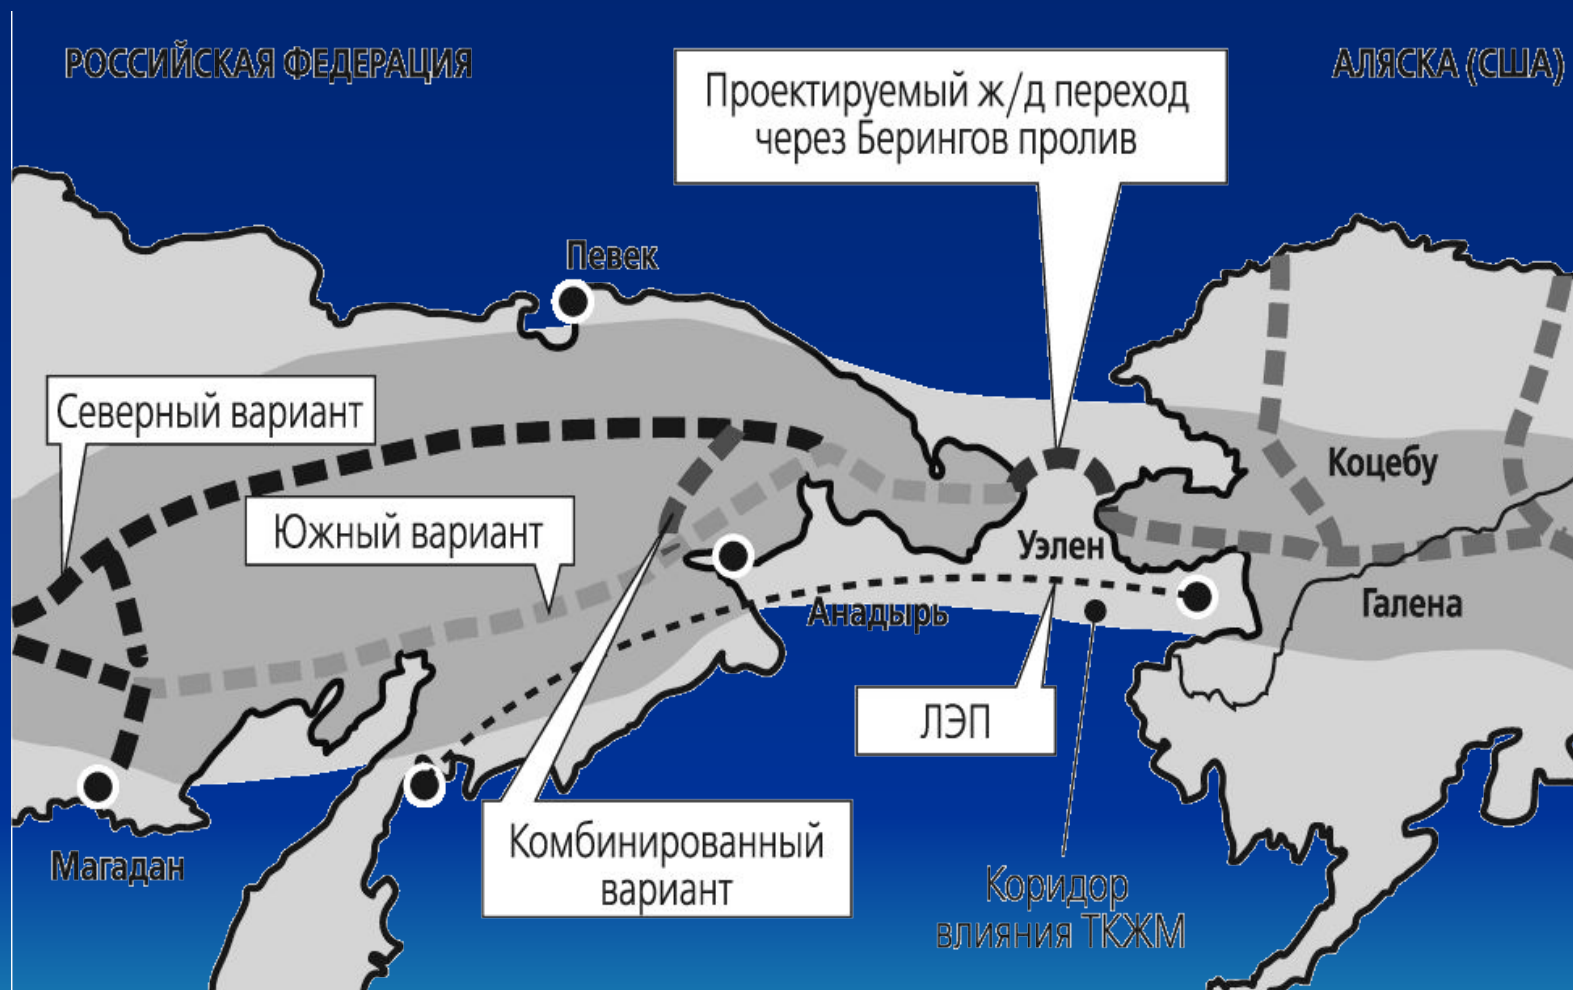 РОССИЙСКАЯ ФЕДЕРАЦИЯ
АЛЯСКА (США)
Проектируемый ж/д переход
через Берингов пролив
Певек
Северный вариант
Коцебу
Южный вариант
Уэлен
Анадырь
Галена
ЛЭП
Комбинированный
вариант
Магадан
Коридор
влияния ТКЖМ